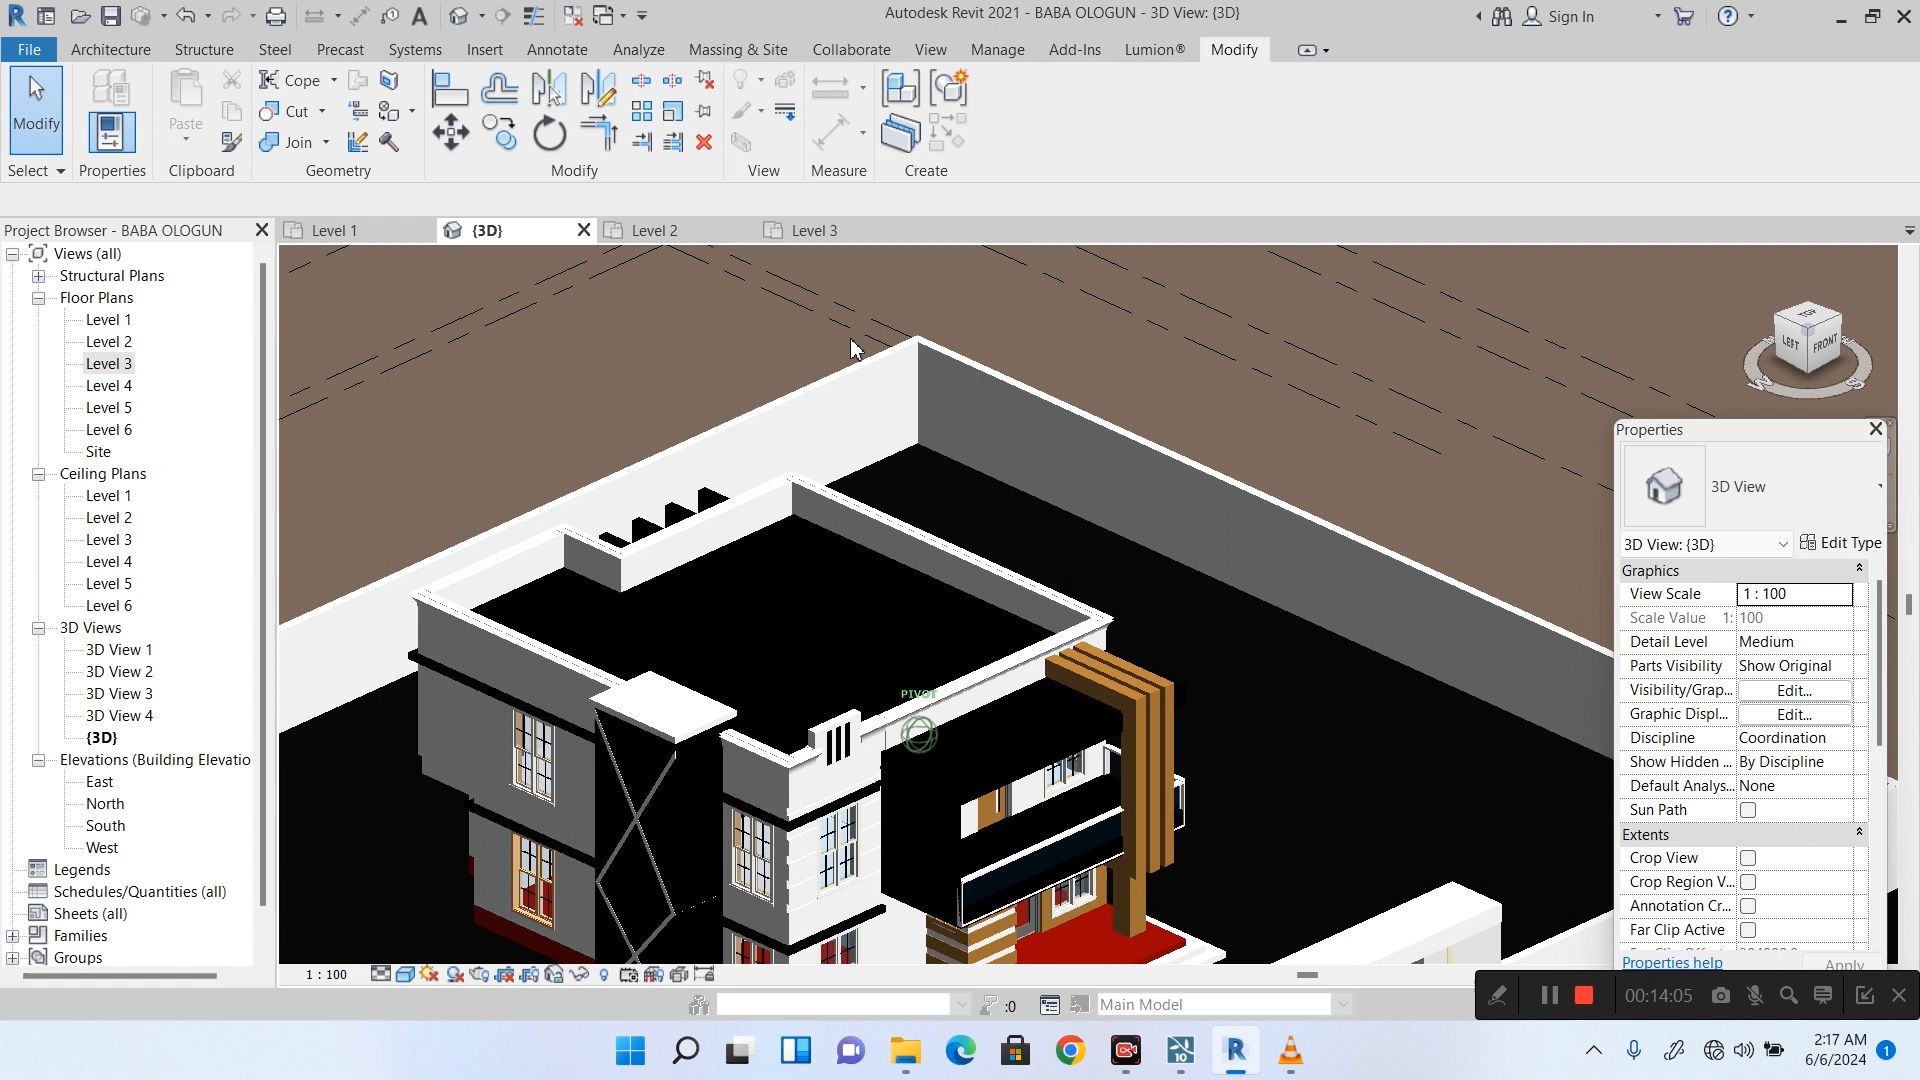 Autodesk Revit 2021 - BABA OLOGUN - 3D View: {3D}
Sign In
File Architecture Structure Steel Precast Systems Insert Annotate Analyze Massing & Site Collaborate View Manage Add-Ins Lumion® Modify
Modify
Paste
Cope
Cut
Join
Select Properties Clipboard Geometry Modify View Measure Create
Project Browser - BABA OLOGUN
Level 1
{3D}
Level 2
Level 3
Views (all)
Structural Plans
Floor Plans
Level 1
Level 2
Level 3
Level 4
Level 5
Level 6
Site
Ceiling Plans
Level 1
Level 2
Level 3
Level 4
Level 5
Level 6
3D Views
3D View 1
3D View 2
3D View 3
3D View 4
{3D}
Elevations (Building Elevatio
East
North
South
West
Legends
Schedules/Quantities (all)
Sheets (all)
Families
Groups
PIVOT
TOP
LEFT
FRONT
W
S
Properties
3D View
3D View: {3D}
Edit Type
Graphics
View Scale 1 : 100
Scale Value 1: 100
Detail Level Medium
Parts Visibility Show Original
Visibility/Grap... Edit...
Graphic Displ... Edit...
Discipline Coordination
Show Hidden ... By Discipline
Default Analys... None
Sun Path
Extents
Crop View
Crop Region V...
Annotation Cr...
Far Clip Active
Properties help
Apply
1 : 100
:0
Main Model
00:14:05
10
2:17 AM
6/6/2024
1